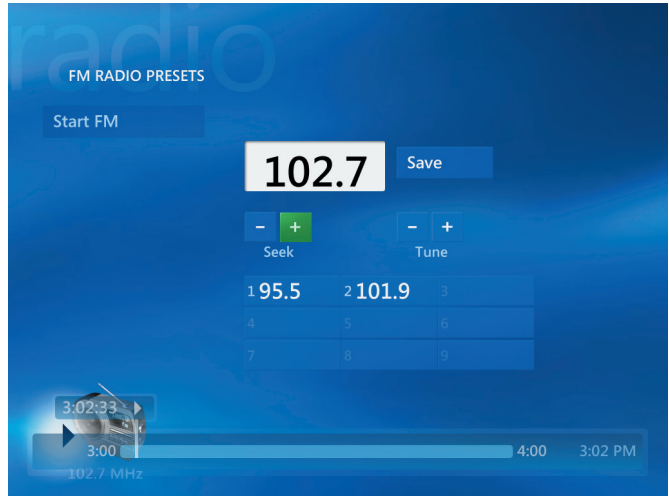 radio
FM RADIO PRESETS
Start FM
102.7 Save
- + - +
Seek Tune
1 95.5 2 101.9 3
4 5 6
7 8 9
3:02:33
3:00 4:00 3:02 PM
102.7 MHz